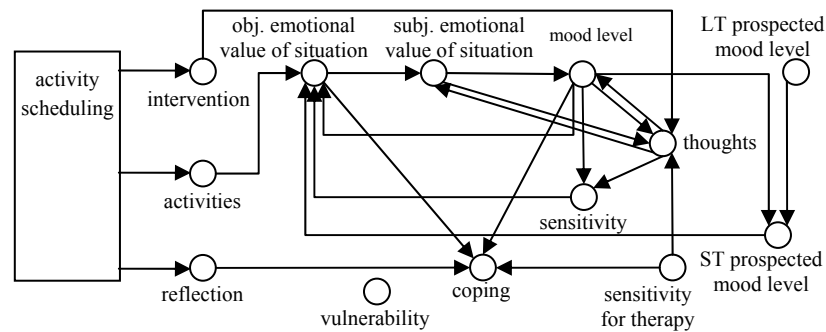 obj. emotional
value of situation
subj. emotional
value of situation
mood level
LT prospected
mood level
activity
scheduling
intervention
thoughts
activities
sensitivity
ST prospected
mood level
reflection
vulnerability
coping
sensitivity
for therapy